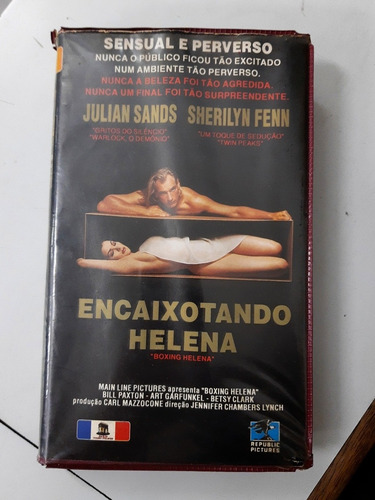 SENSUAL E PERVERSO
NUNCA O PÚBLICO FICOU TÃO EXCITADO
NUM AMBIENTE TÃO PERVERSO.
NUNCA A BELEZA FOI TÃO AGREDIDA.
NUNCA UM FINAL FOI TÃO SURPREENDENTE.
JULIAN SANDS SHERILYN FENN
"GRITOS DO SILÊNCIO" "UM TOQUE DE SEDUÇÃO"
"WARLOCK, O DEMÔNIO" "TWIN PEAKS"
ENCAIXOTANDO
HELENA
"BOXING HELENA"
MAIN LINE PICTURES apresenta "BOXING HELENA"
BILL PAXTON - ART GARFUNKEL - BETSY CLARK
produção CARL MAZZOCONE direção JENNIFER CHAMBERS LYNCH
REPUBLIC
PICTURES